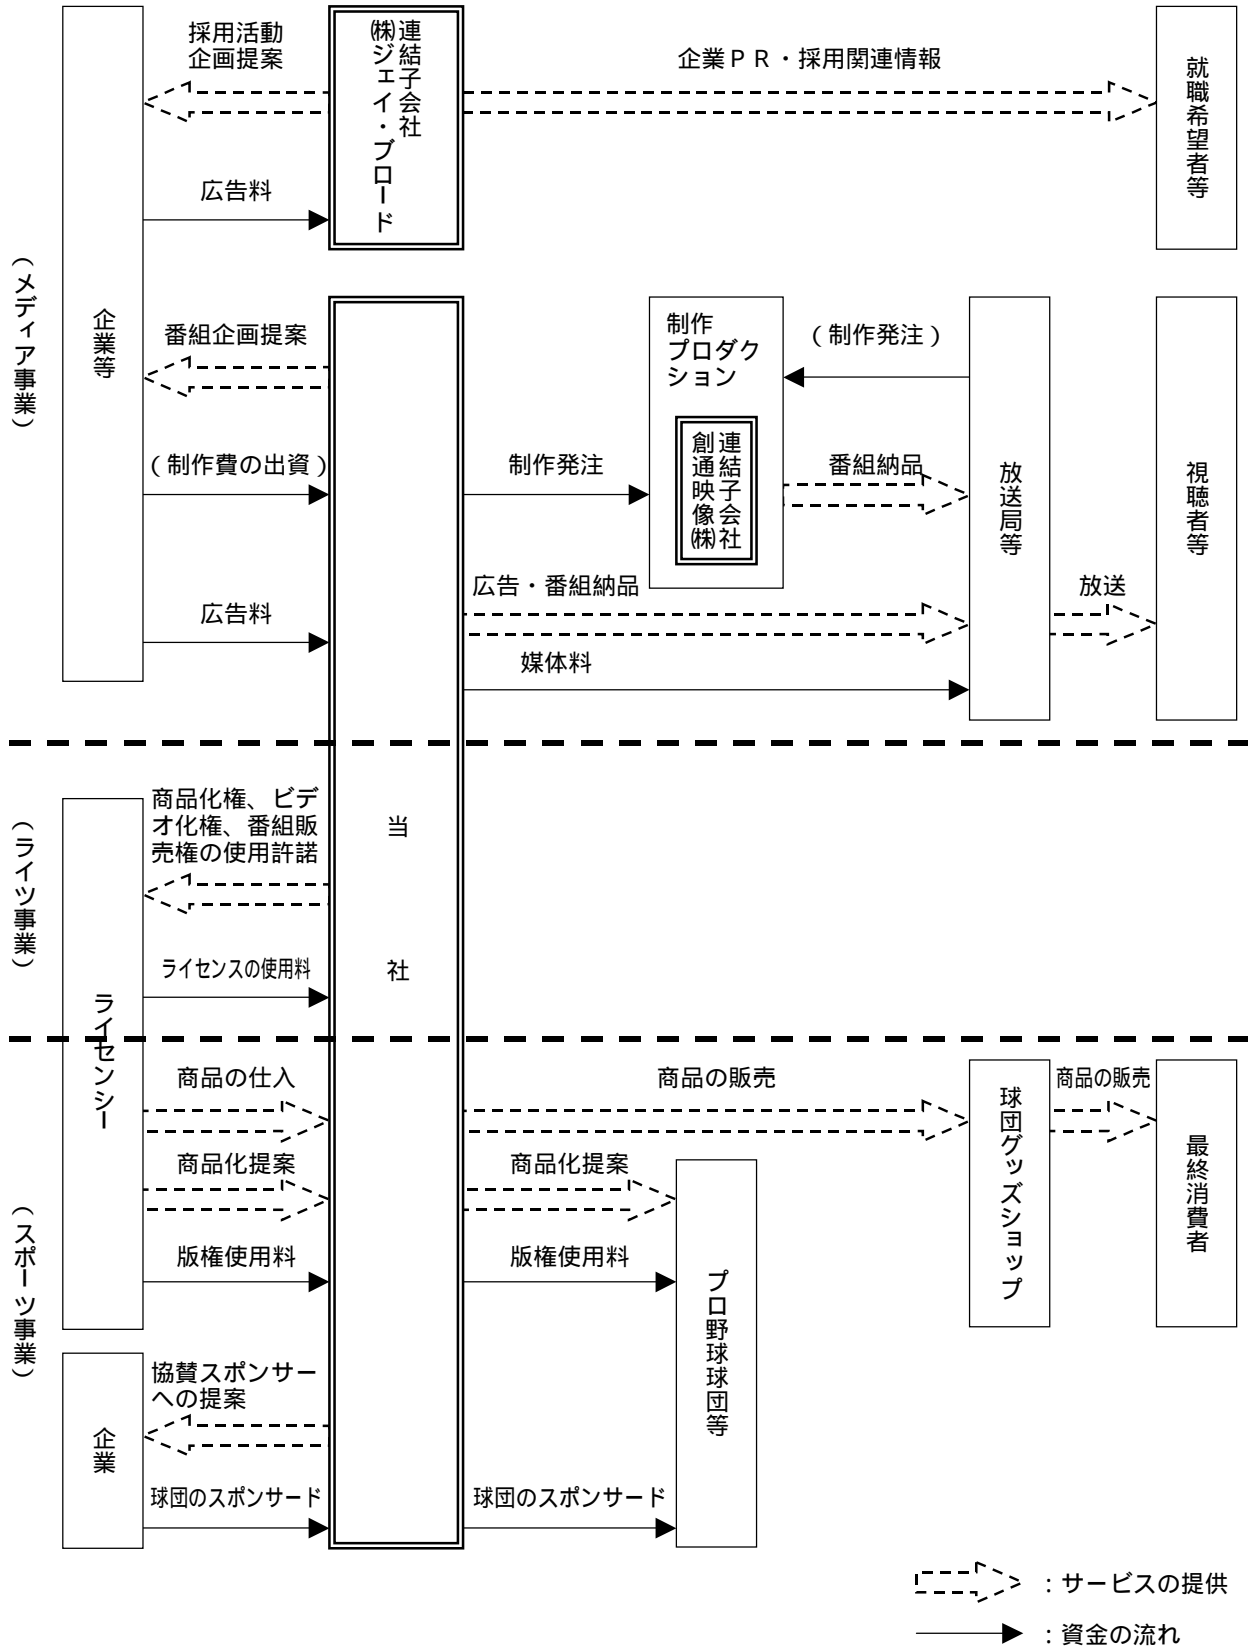 （メディア事業）
企業等
採用活動
企画提案
広告料
連結子会社
㈱ジェイ・ブロード
企業ＰＲ・採用関連情報
就職希望者等
番組企画提案
（制作費の出資）
広告料
制作発注
制作
プロダク
ション
連結子会社
創通映像㈱
（制作発注）
番組納品
広告・番組納品
媒体料
放送局等
放送
視聴者等
当社
（ライツ事業）
ライセンシー
商品化権、ビデ
オ化権、番組販
売権の使用許諾
ライセンスの使用料
（スポーツ事業）
商品の仕入
商品化提案
版権使用料
商品の販売
商品化提案
版権使用料
球団グッズショップ
商品の販売
最終消費者
プロ野球球団等
企業
協賛スポンサー
への提案
球団のスポンサード
球団のスポンサード
：サービスの提供
：資金の流れ